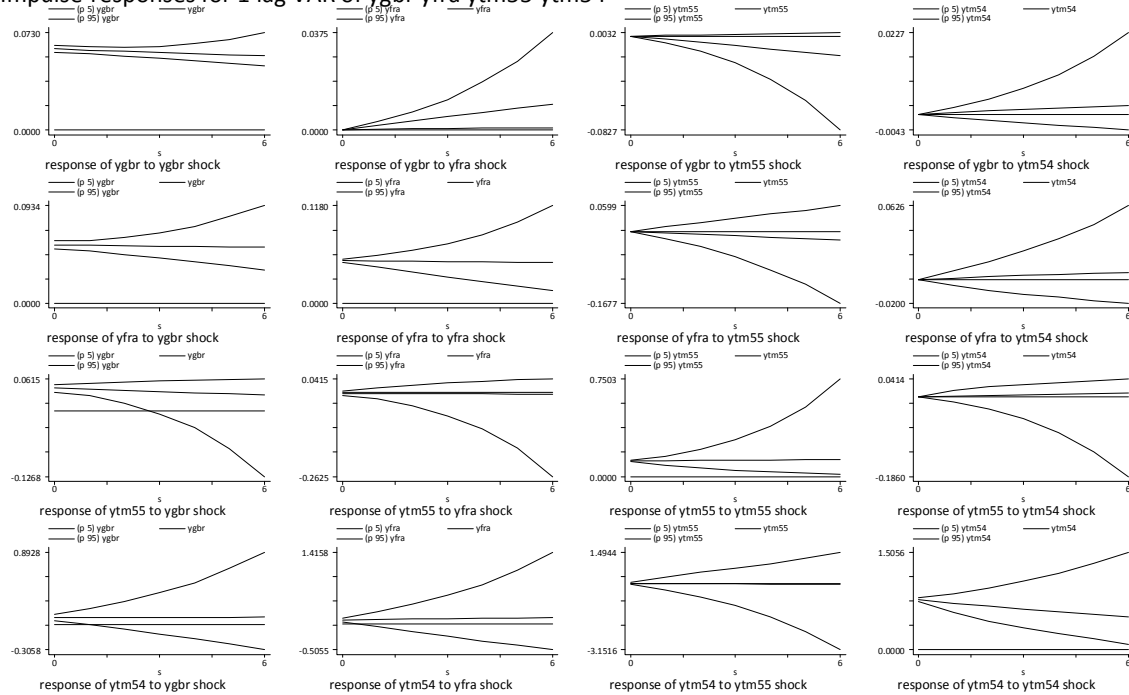 Impulse responses for 1 lag VAR of ygbr yfra ytm55 ytm54
(p 5) ygbr ygbr
(p 95) ygbr
0.0730
0.0000
0 6
s
response of ygbr to ygbr shock
(p 5) yfra yfra
(p 95) yfra
0.0375
0.0000
0 6
s
response of ygbr to yfra shock
(p 5) ytm55 ytm55
(p 95) ytm55
0.0032
-0.0827
0 6
s
response of ygbr to ytm55 shock
(p 5) ytm54 ytm54
(p 95) ytm54
0.0227
-0.0043
0 6
s
response of ygbr to ytm54 shock
(p 5) ygbr ygbr
(p 95) ygbr
0.0934
0.0000
0 6
s
response of yfra to ygbr shock
(p 5) yfra yfra
(p 95) yfra
0.1180
0.0000
0 6
s
response of yfra to yfra shock
(p 5) ytm55 ytm55
(p 95) ytm55
0.0599
-0.1677
0 6
s
response of yfra to ytm55 shock
(p 5) ytm54 ytm54
(p 95) ytm54
0.0626
-0.0200
0 6
s
response of yfra to ytm54 shock
(p 5) ygbr ygbr
(p 95) ygbr
0.0615
-0.1268
0 6
s
response of ytm55 to ygbr shock
(p 5) yfra yfra
(p 95) yfra
0.0415
-0.2625
0 6
s
response of ytm55 to yfra shock
(p 5) ytm55 ytm55
(p 95) ytm55
0.7503
0.0000
0 6
s
response of ytm55 to ytm55 shock
(p 5) ytm54 ytm54
(p 95) ytm54
0.0414
-0.1860
0 6
s
response of ytm55 to ytm54 shock
(p 5) ygbr ygbr
(p 95) ygbr
0.8928
-0.3058
0 6
s
response of ytm54 to ygbr shock
(p 5) yfra yfra
(p 95) yfra
1.4158
-0.5055
0 6
s
response of ytm54 to yfra shock
(p 5) ytm55 ytm55
(p 95) ytm55
1.4944
-3.1516
0 6
s
response of ytm54 to ytm55 shock
(p 5) ytm54 ytm54
(p 95) ytm54
1.5056
0.0000
0 6
s
response of ytm54 to ytm54 shock